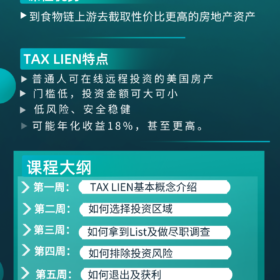 到食物链上游去截取性价比更高的房地产资产
TAX LIEN特点
普通人可在线远程投资的美国房产
门槛低，投资金额可大可小
低风险、安全稳健
可能年化收益18%，甚至更高。
课程大纲
第一周： TAX LIEN基本概念介绍
第二周： 如何选择投资区域
第三周： 如何拿到List及做尽职调查
第四周： 如何排除投资风险
第五周： 如何退出及获利